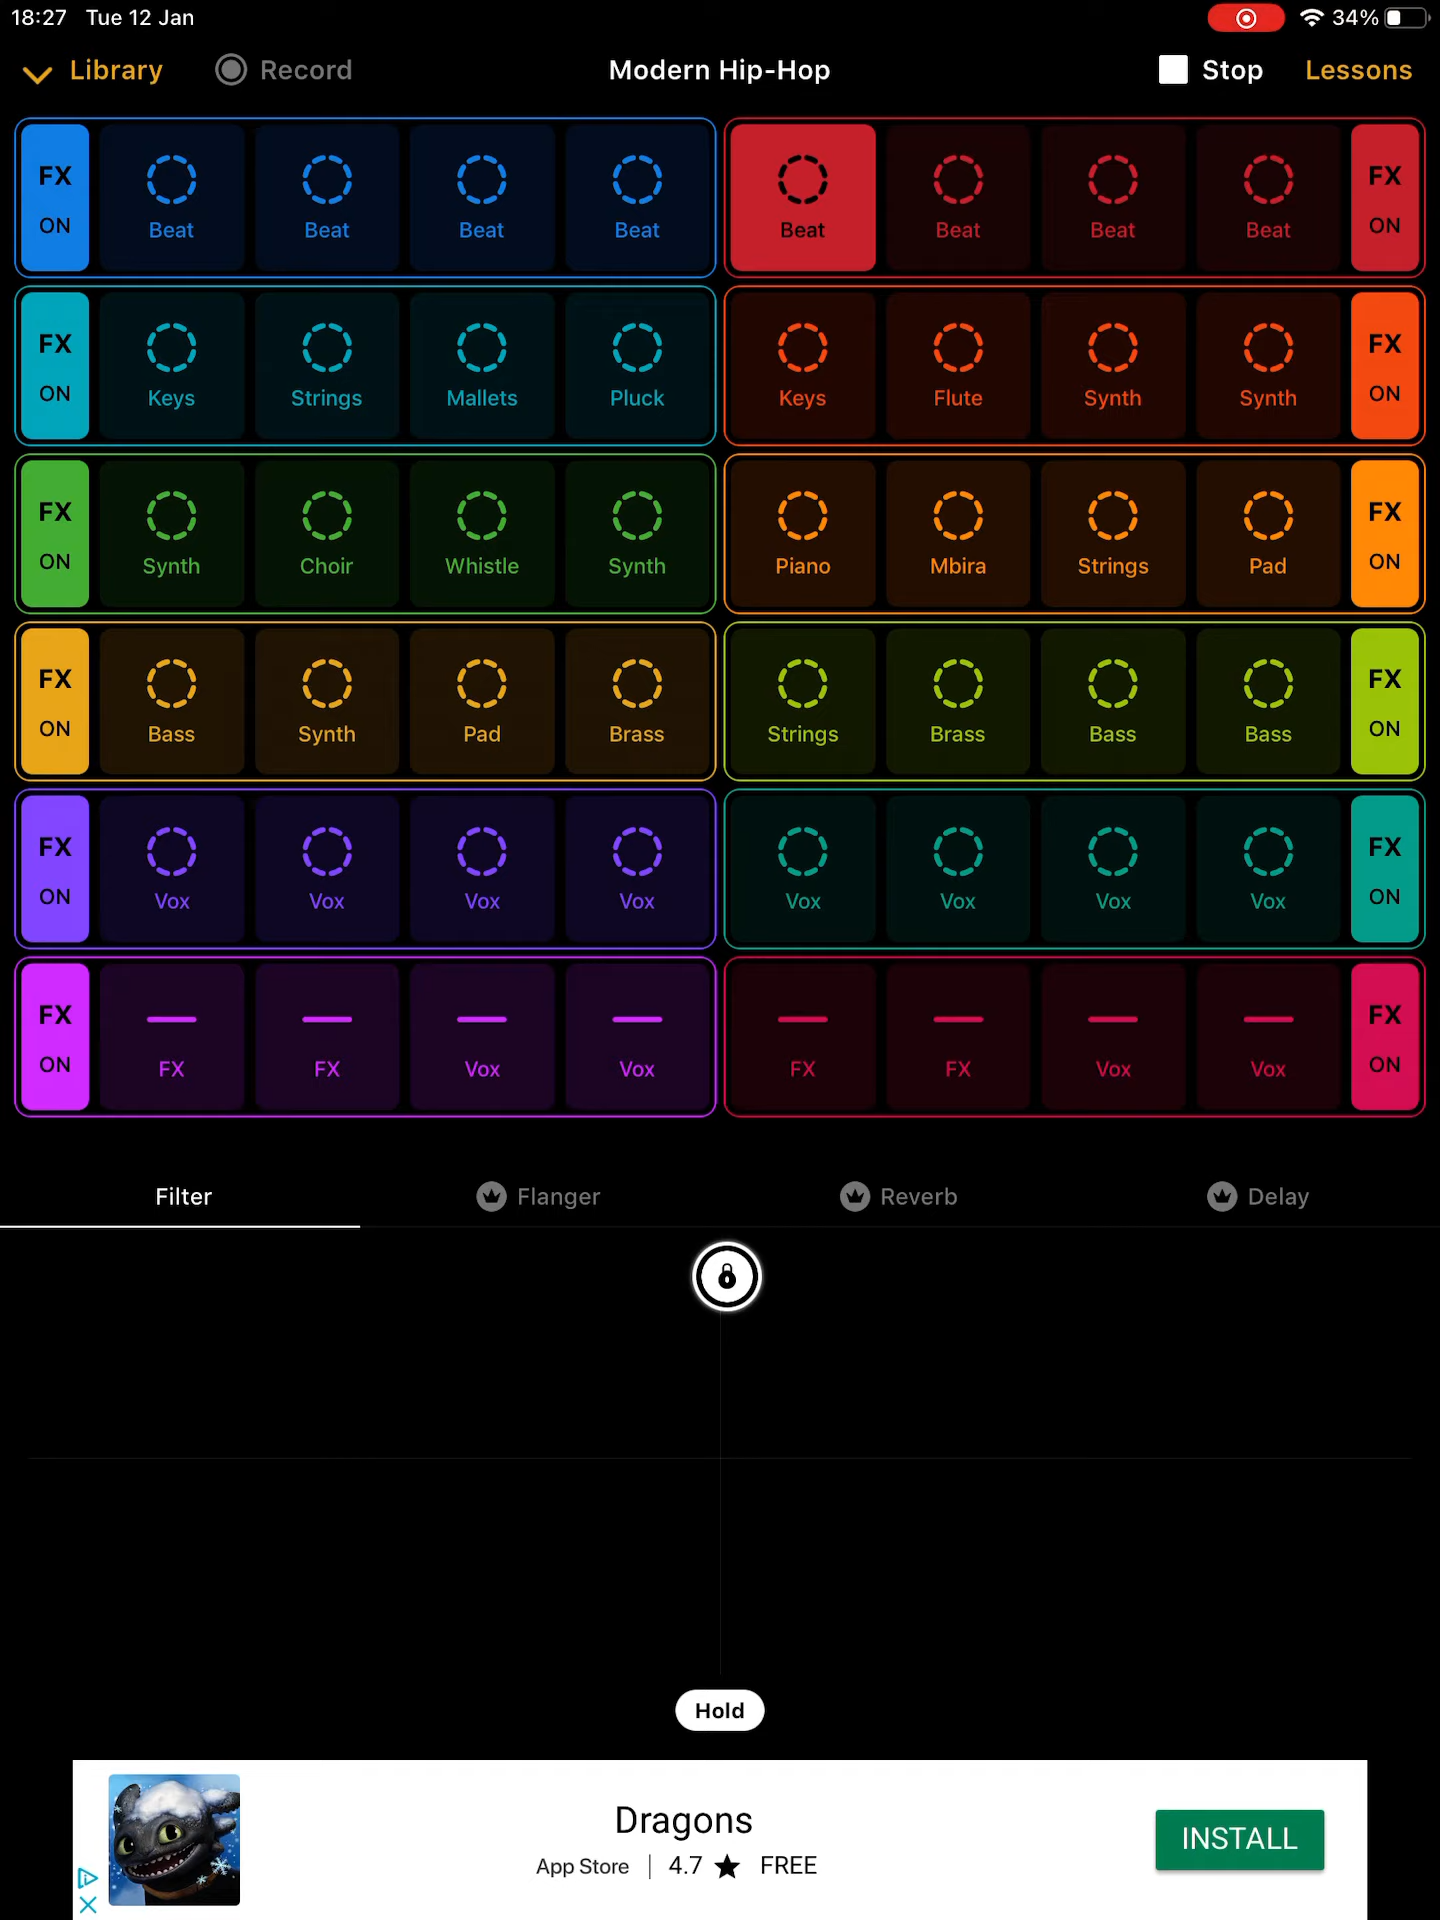 18:27 Tue 12 Jan 34%
Library Record Modern Hip-Hop Stop Lessons
FX Beat Beat Beat Beat Beat Beat Beat Beat FX
ON ON
FX Keys Strings Mallets Pluck Keys Flute Synth Synth FX
ON ON
FX Synth Choir Whistle Synth Piano Mbira Strings Pad FX
ON ON
FX Bass Synth Pad Brass Strings Brass Bass Bass FX
ON ON
FX Vox Vox Vox Vox Vox Vox Vox Vox FX
ON ON
FX FX FX Vox Vox FX FX Vox Vox FX
ON ON
Filter Flanger Reverb Delay
Hold
Dragons
App Store | 4.7 ★ FREE
INSTALL